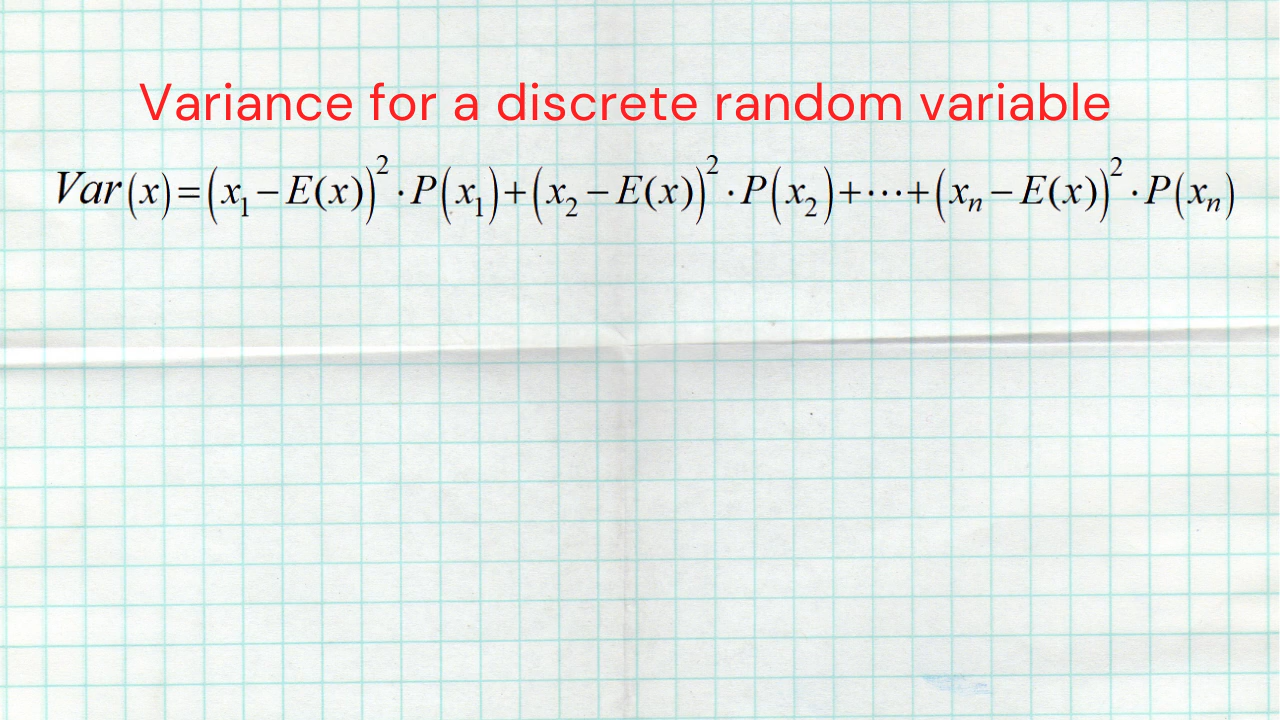 Variance for a discrete random variable
Var(x)=(x₁−E(x))²·P(x₁)+(x₂−E(x))²·P(x₂)+⋯+(xₙ−E(x))²·P(xₙ)